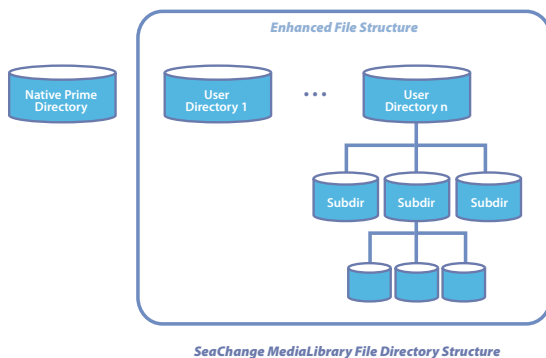 Enhanced File Structure
Native Prime
Directory
User
Directory 1
...
User
Directory n
Subdir
Subdir
Subdir
SeaChange MediaLibrary File Directory Structure